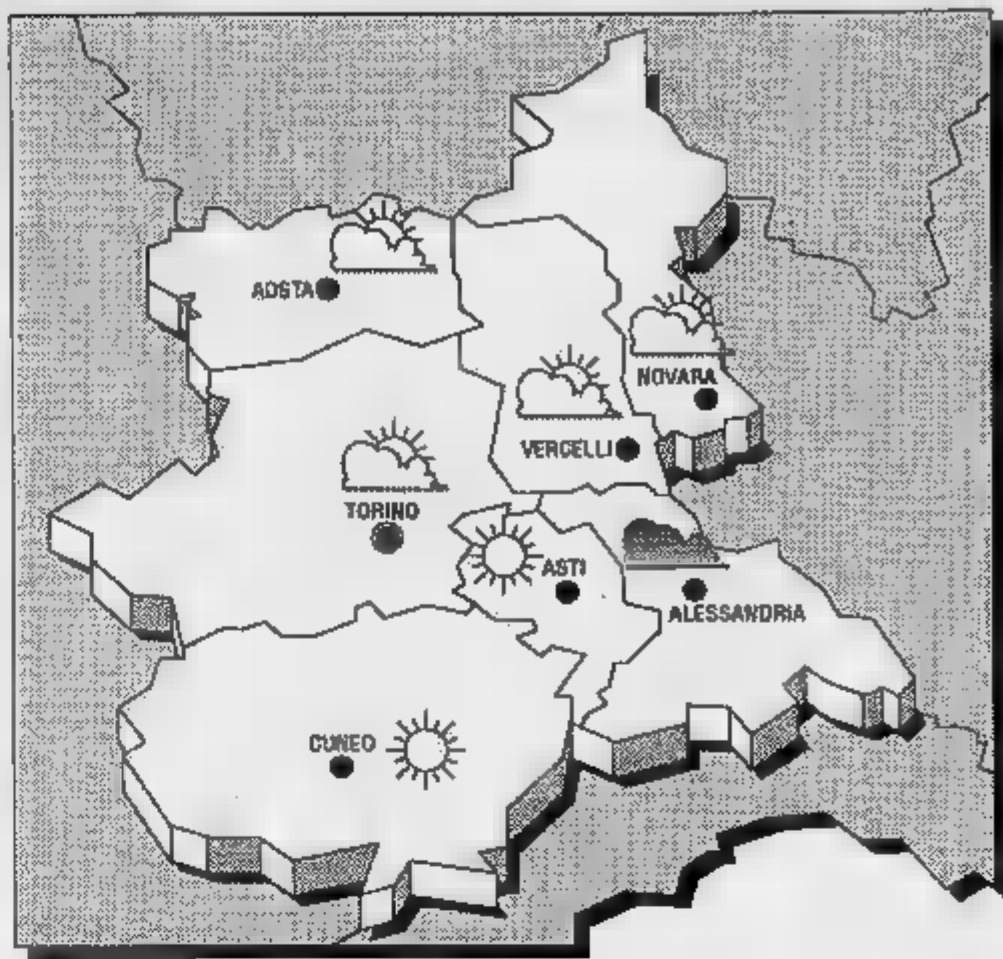 AOSTA
NOVARA
VERCELLI
TORINO
ASTI
ALESSANDRIA
CUNEO